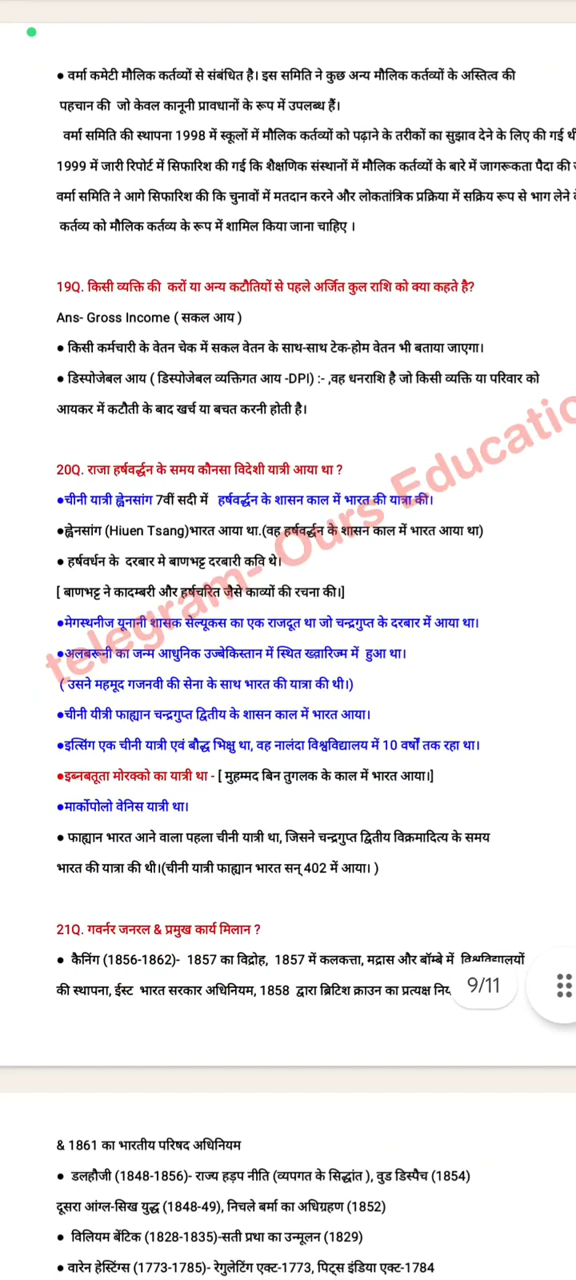 ● वर्मा कमेटी मौलिक कर्तव्यों से संबंधित है। इस समिति ने कुछ अन्य मौलिक कर्तव्यों के अस्तित्व की
पहचान की जो केवल कानूनी प्रावधानों के रूप में उपलब्ध हैं।
वर्मा समिति की स्थापना 1998 में स्कूलों में मौलिक कर्तव्यों को पढ़ाने के तरीकों का सुझाव देने के लिए की गई
1999 में जारी रिपोर्ट में सिफारिश की गई कि शैक्षणिक संस्थानों में मौलिक कर्तव्यों के बारे में जागरूकता पैदा की
वर्मा समिति ने आगे सिफारिश की कि चुनावों में मतदान करने और लोकतांत्रिक प्रक्रिया में सक्रिय रूप से भाग लेने
कर्तव्य को मौलिक कर्तव्य के रूप में शामिल किया जाना चाहिए ।
19Q. किसी व्यक्ति की करों या अन्य कटौतियों से पहले अर्जित कुल राशि को क्या कहते है?
Ans- Gross Income ( सकल आय )
● किसी कर्मचारी के वेतन चेक में सकल वेतन के साथ-साथ टेक-होम वेतन भी बताया जाएगा।
● डिस्पोजेबल आय ( डिस्पोजेबल व्यक्तिगत आय -DPI) :- ,वह धनराशि है जो किसी व्यक्ति या परिवार को
आयकर में कटौती के बाद खर्च या बचत करनी होती है।
20Q. राजा हर्षवर्द्धन के समय कौनसा विदेशी यात्री आया था ?
●चीनी यात्री ह्वेनसांग 7वीं सदी में हर्षवर्द्धन के शासन काल में भारत की यात्रा की।
●ह्वेनसांग (Hiuen Tsang)भारत आया था.(वह हर्षवर्द्धन के शासन काल में भारत आया था)
● हर्षवर्धन के दरबार मे बाणभट्ट दरबारी कवि थे।
[ बाणभट्ट ने कादम्बरी और हर्षचरित जैसे काव्यों की रचना की।]
●मेगस्थनीज यूनानी शासक सेल्यूकस का एक राजदूत था जो चन्द्रगुप्त के दरबार में आया था।
●अलबरूनी का जन्म आधुनिक उज्बेकिस्तान में स्थित ख्वारिज्म में हुआ था।
( उसने महमूद गजनवी की सेना के साथ भारत की यात्रा की थी।)
●चीनी यीत्री फाह्यान चन्द्रगुप्त द्वितीय के शासन काल में भारत आया।
●इत्सिंग एक चीनी यात्री एवं बौद्ध भिक्षु था, वह नालंदा विश्वविद्यालय में 10 वर्षों तक रहा था।
●इब्नबतूता मोरक्को का यात्री था - [ मुहम्मद बिन तुगलक के काल में भारत आया।]
●मार्कोपोलो वेनिस यात्री था।
● फाह्यान भारत आने वाला पहला चीनी यात्री था, जिसने चन्द्रगुप्त द्वितीय विक्रमादित्य के समय
भारत की यात्रा की थी।(चीनी यात्री फाह्यान भारत सन् 402 में आया। )
telegram- Ours Educatio
21Q. गवर्नर जनरल & प्रमुख कार्य मिलान ?
● कैनिंग (1856-1862)- 1857 का विद्रोह, 1857 में कलकत्ता, मद्रास और बॉम्बे में विश्वविद्यालयों
की स्थापना, ईस्ट भारत सरकार अधिनियम, 1858 द्वारा ब्रिटिश क्राउन का प्रत्यक्ष
9/11
& 1861 का भारतीय परिषद अधिनियम
● डलहौजी (1848-1856)- राज्य हड़प नीति (व्यपगत के सिद्धांत ), वुड डिस्पैच (1854)
दूसरा आंग्ल-सिख युद्ध (1848-49), निचले बर्मा का अधिग्रहण (1852)
● विलियम बेंटिक (1828-1835)-सती प्रथा का उन्मूलन (1829)
● वारेन हेस्टिंग्स (1773-1785)- रेगुलेटिंग एक्ट-1773, पिट्स इंडिया एक्ट-1784